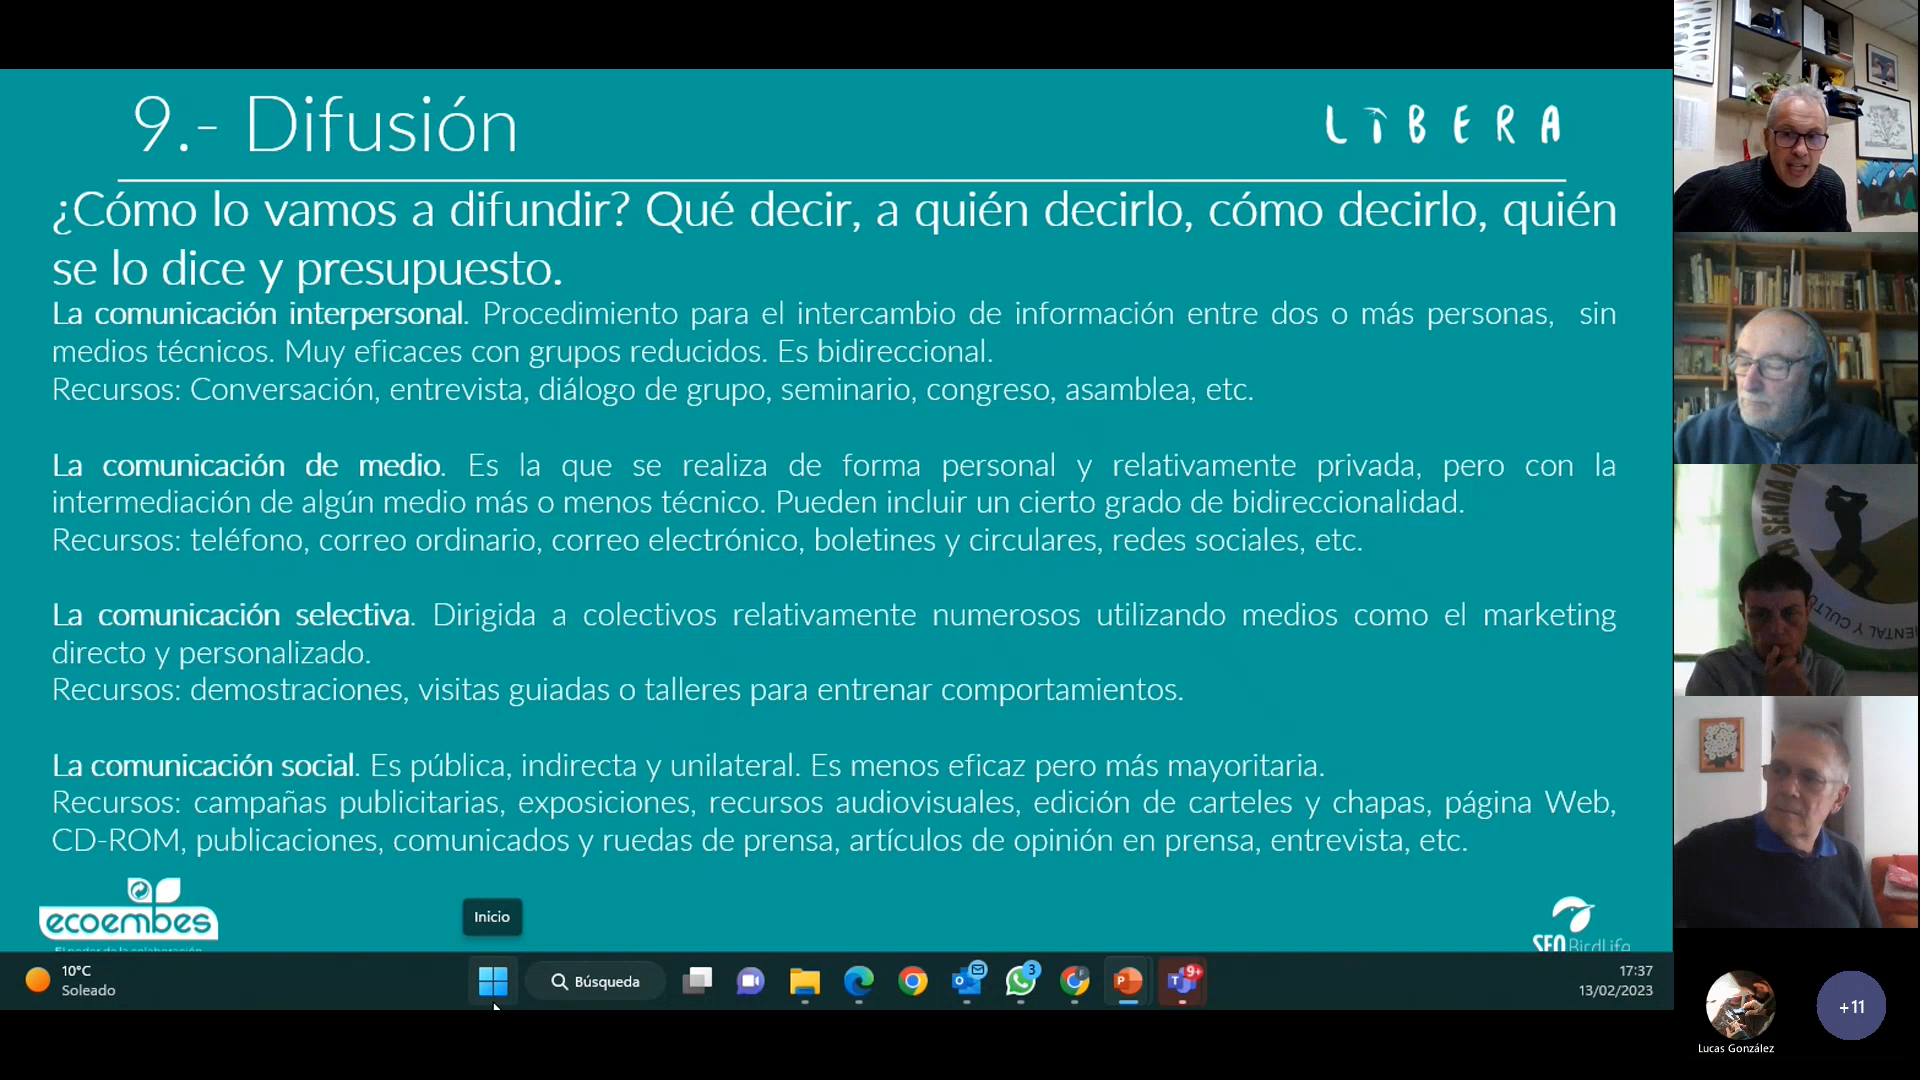 9.- Difusión
LIBERA
¿Cómo lo vamos a difundir? Qué decir, a quién decirlo, cómo decirlo, quién
se lo dice y presupuesto.
La comunicación interpersonal. Procedimiento para el intercambio de información entre dos o más personas, sin
medios técnicos. Muy eficaces con grupos reducidos. Es bidireccional.
Recursos: Conversación, entrevista, diálogo de grupo, seminario, congreso, asamblea, etc.
La comunicación de medio. Es la que se realiza de forma personal y relativamente privada, pero con la
intermediación de algún medio más o menos técnico. Pueden incluir un cierto grado de bidireccionalidad.
Recursos: teléfono, correo ordinario, correo electrónico, boletines y circulares, redes sociales, etc.
La comunicación selectiva. Dirigida a colectivos relativamente numerosos utilizando medios como el marketing
directo y personalizado.
Recursos: demostraciones, visitas guiadas o talleres para entrenar comportamientos.
La comunicación social. Es pública, indirecta y unilateral. Es menos eficaz pero más mayoritaria.
Recursos: campañas publicitarias, exposiciones, recursos audiovisuales, edición de carteles y chapas, página Web,
CD-ROM, publicaciones, comunicados y ruedas de prensa, artículos de opinión en prensa, entrevista, etc.
ecoembes
El poder de la colaboración
Inicio
SEO BirdLife
10°C
Soleado
Búsqueda
3
9+
17:37
13/02/2023
Lucas González
+11
A SENDA D